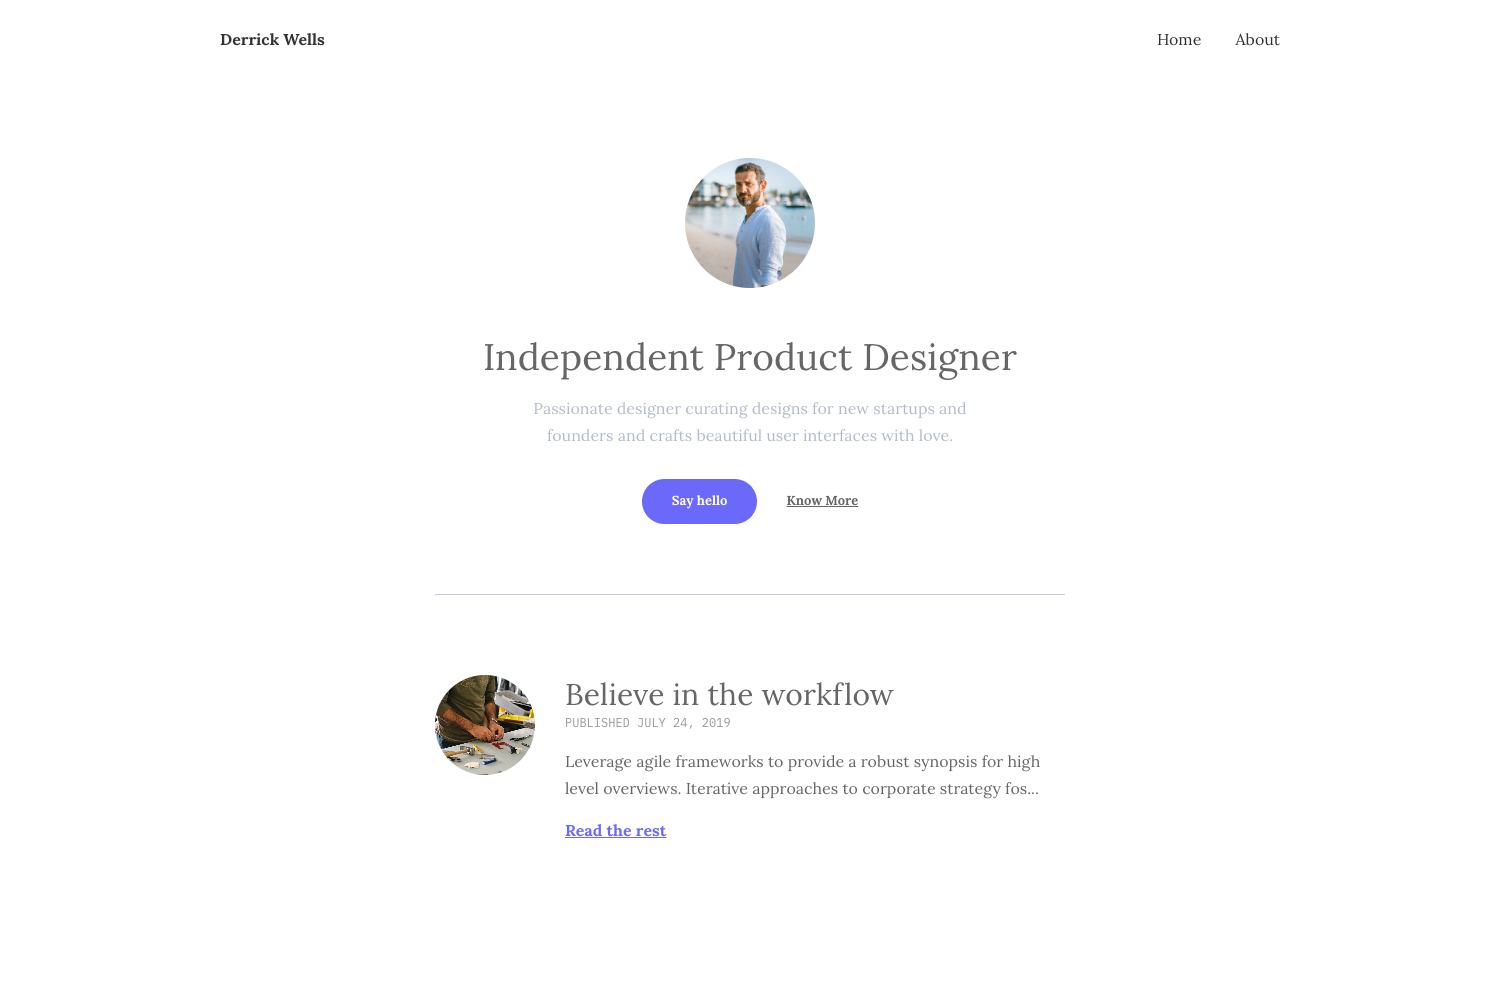 Derrick Wells
Home
About
Independent Product Designer
Passionate designer curating designs for new startups and
founders and crafts beautiful user interfaces with love.
Say hello
Know More
Believe in the workflow
PUBLISHED JULY 24, 2019
Leverage agile frameworks to provide a robust synopsis for high
level overviews. Iterative approaches to corporate strategy fos...
Read the rest